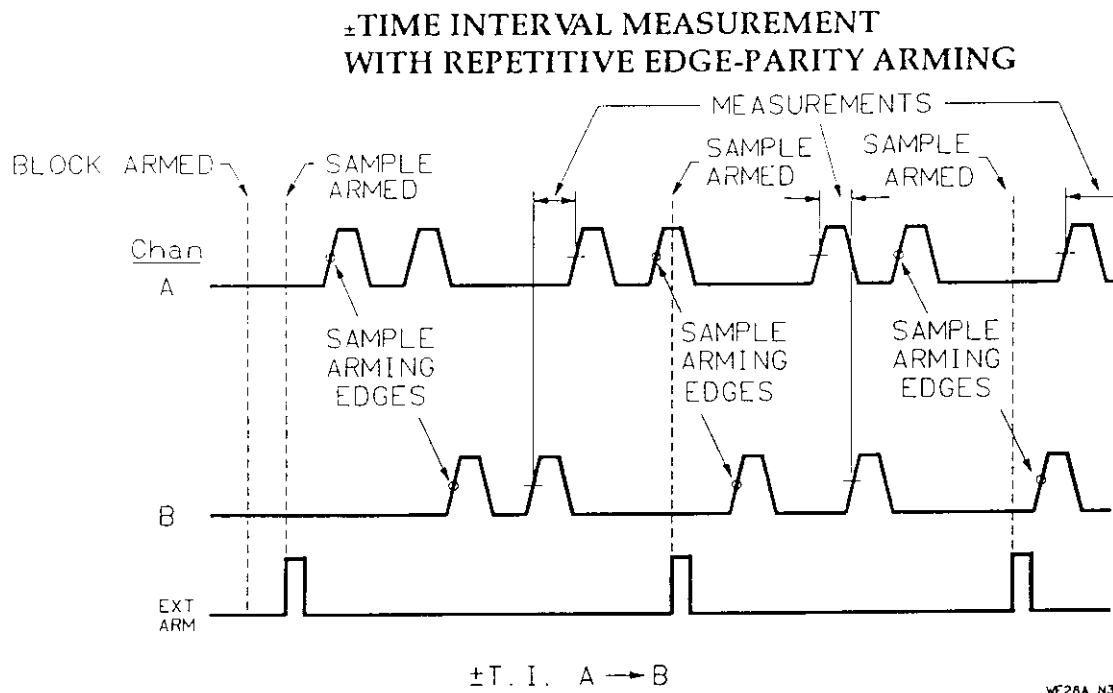 ±TIME INTERVAL MEASUREMENT
WITH REPETITIVE EDGE-PARITY ARMING
MEASUREMENTS
BLOCK ARMED
SAMPLE
ARMED
SAMPLE
ARMED
SAMPLE
ARMED
Chan
A
SAMPLE
ARMING
EDGES
SAMPLE
ARMING
EDGES
SAMPLE
ARMING
EDGES
B
EXT
ARM
±T. I. A → B